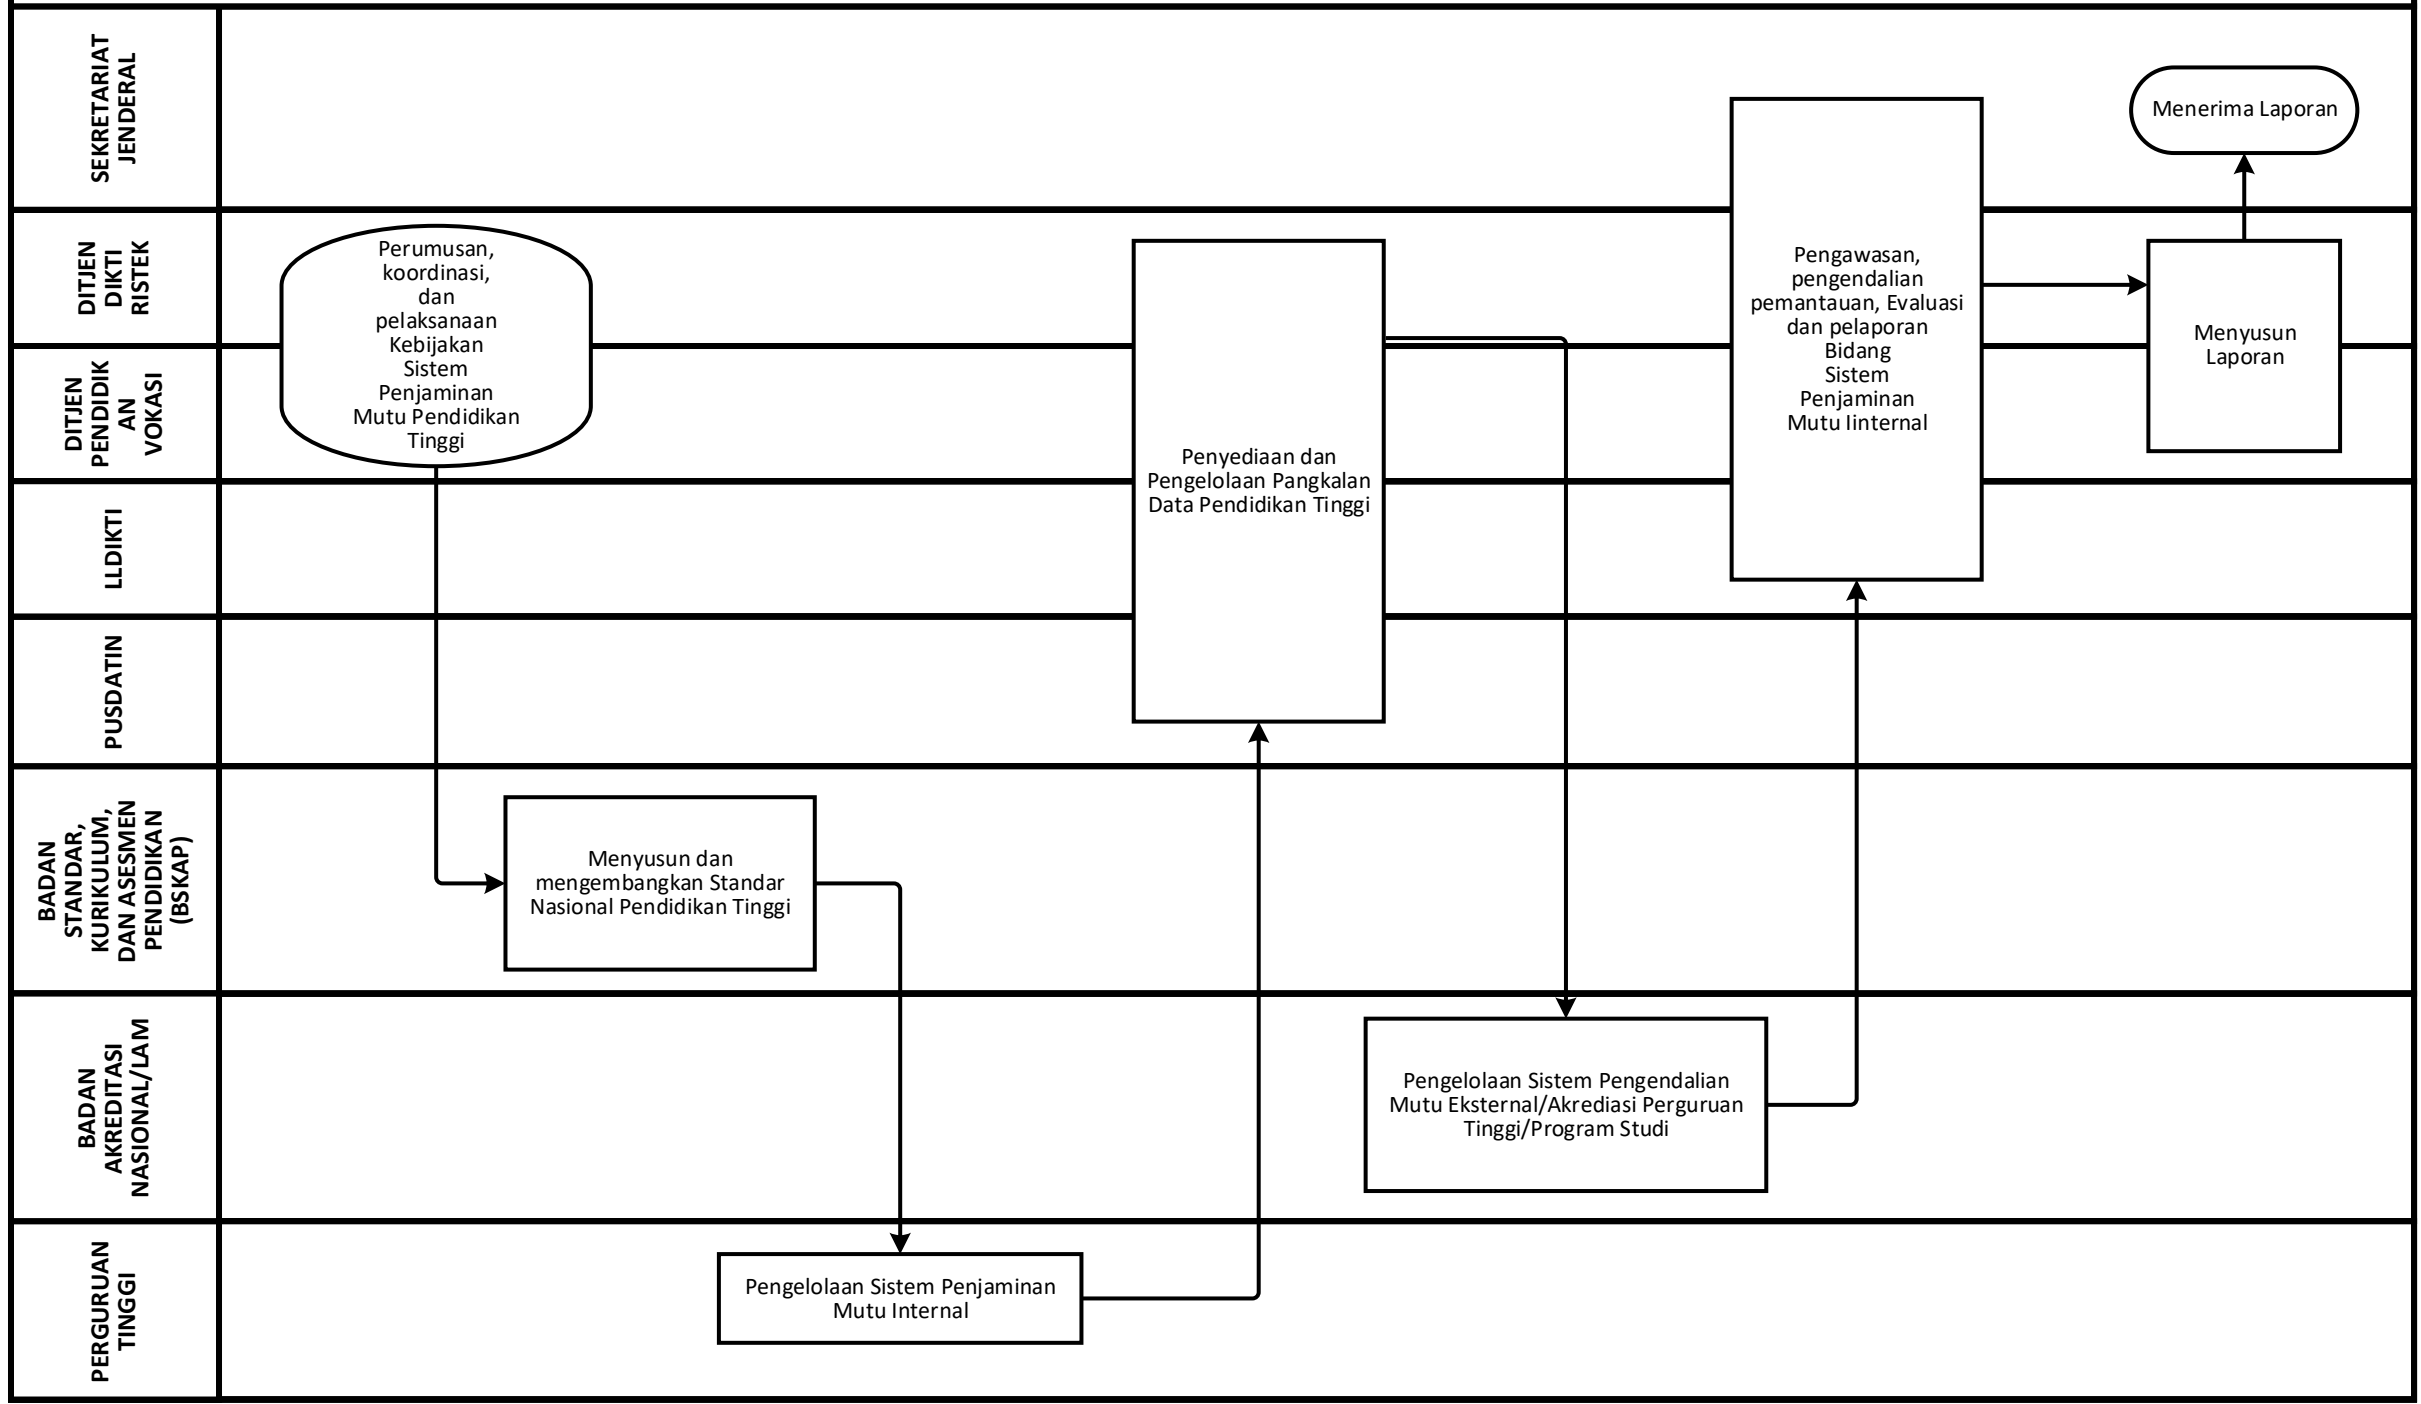 SEKRETARIAT
JENDERAL
Menerima Laporan
DITJEN
DIKTI
RISTEK
DITJEN
PENDIDIK
AN
VOKASI
Perumusan,
koordinasi,
dan
pelaksanaan
Kebijakan
Sistem
Penjaminan
Mutu Pendidikan
Tinggi
Penyediaan dan
Pengelolaan Pangkalan
Data Pendidikan Tinggi
Pengawasan,
pengendalian
pemantauan, Evaluasi
dan pelaporan
Bidang
Sistem
Penjaminan
Mutu Iinternal
Menyusun
Laporan
LLDIKTI
PUSDATIN
BADAN
STANDAR,
KURIKULUM,
DAN ASESMEN
PENDIDIKAN
(BSKAP)
Menyusun dan
mengembangkan Standar
Nasional Pendidikan Tinggi
BADAN
AKREDITASI
NASIONAL/LAM
Pengelolaan Sistem Pengendalian
Mutu Eksternal/Akrediasi Perguruan
Tinggi/Program Studi
PERGURUAN
TINGGI
Pengelolaan Sistem Penjaminan
Mutu Internal